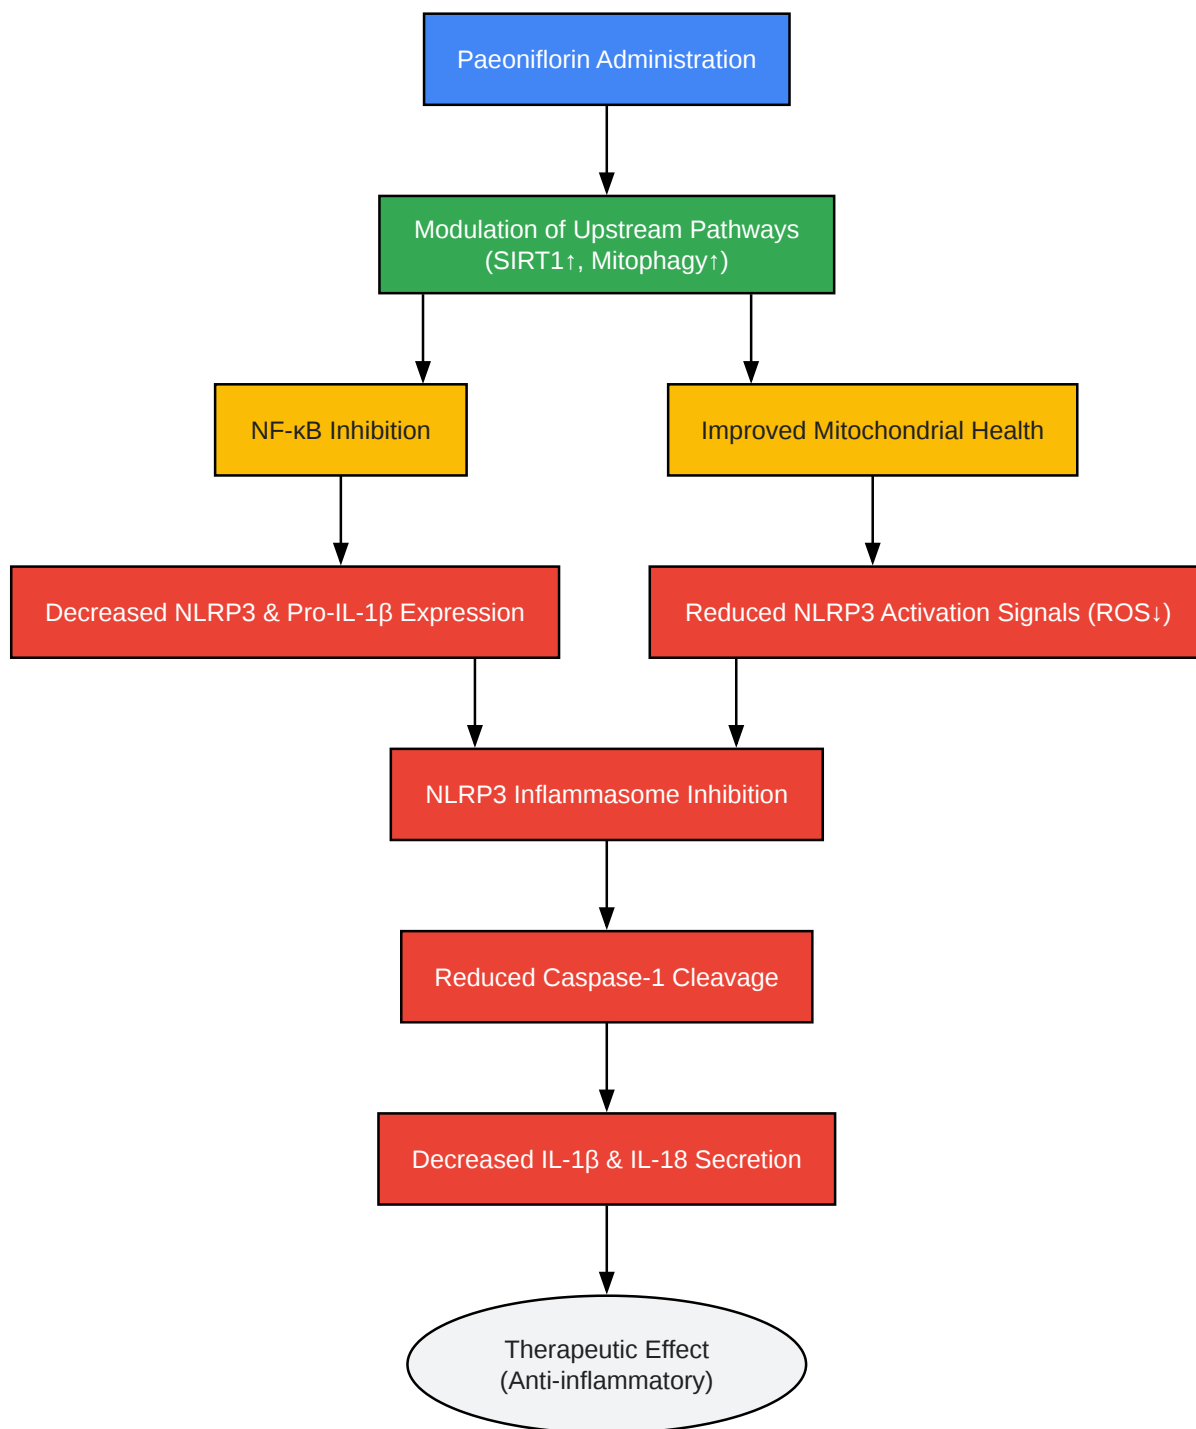 Paeoniflorin Administration
Modulation of Upstream Pathways
(SIRT1↑, Mitophagy↑)
NF-κB Inhibition
Improved Mitochondrial Health
Decreased NLRP3 & Pro-IL-1β Expression
Reduced NLRP3 Activation Signals (ROS↓)
NLRP3 Inflammasome Inhibition
Reduced Caspase-1 Cleavage
Decreased IL-1β & IL-18 Secretion
Therapeutic Effect
(Anti-inflammatory)